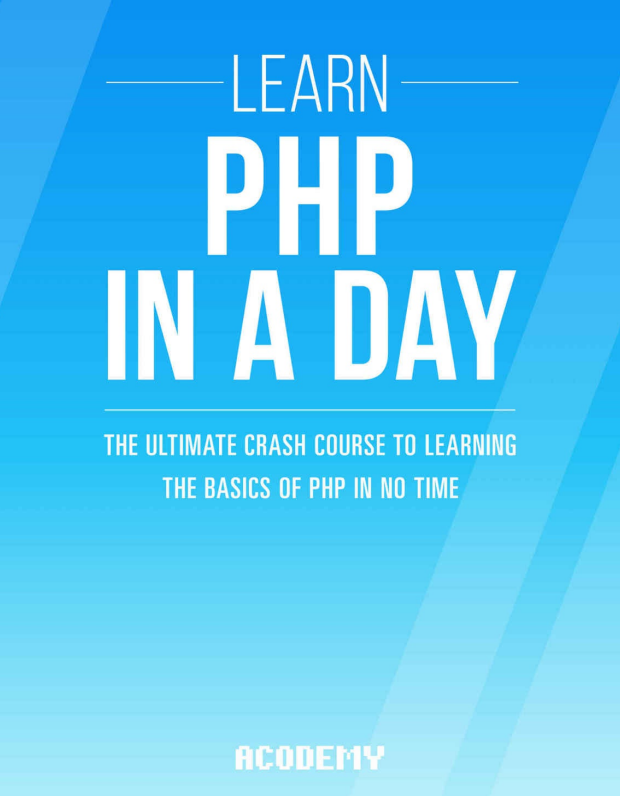 LEARN
PHP
IN A DAY
THE ULTIMATE CRASH COURSE TO LEARNING
THE BASICS OF PHP IN NO TIME
ACODEMY